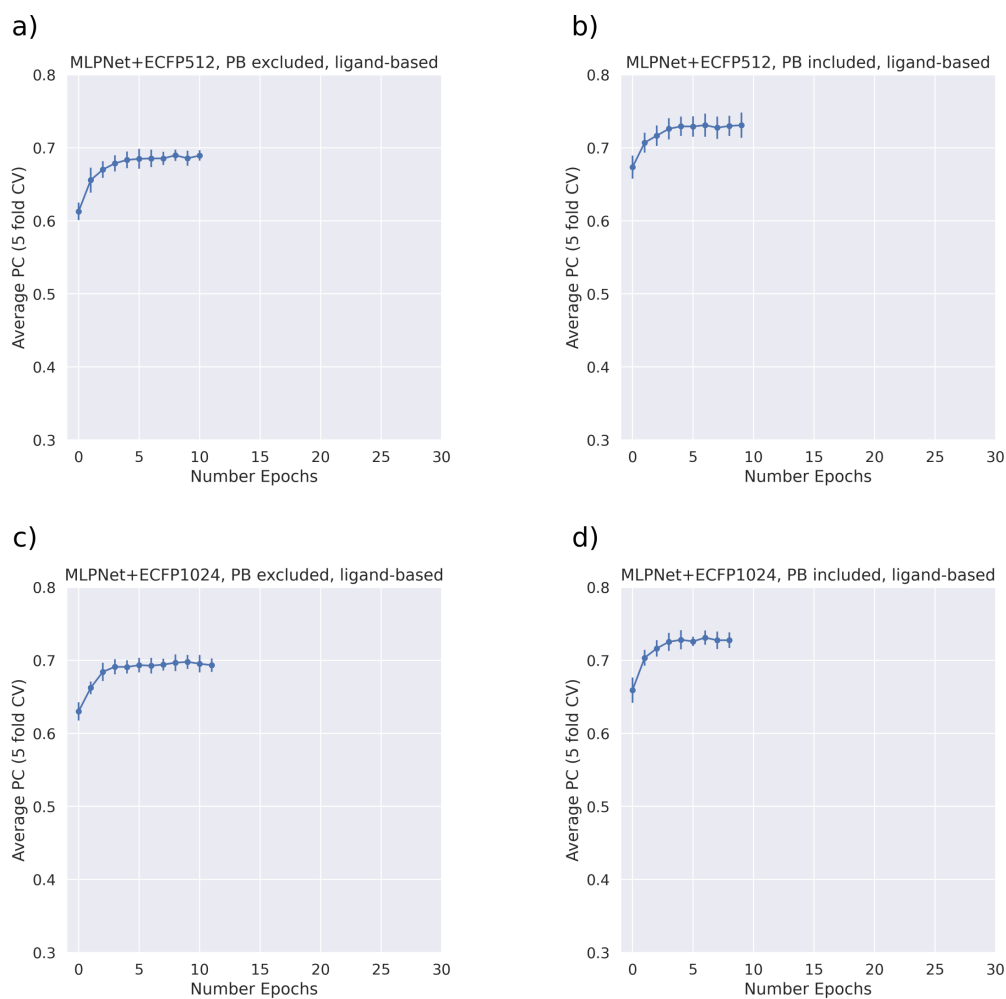 a)
MLPNet+ECFP512, PB excluded, ligand-based
0.8
0.7
0.6
0.5
0.4
0.3
Average PC (5 fold CV)
0 5 10 15 20 25 30
Number Epochs
b)
MLPNet+ECFP512, PB included, ligand-based
0.8
0.7
0.6
0.5
0.4
0.3
Average PC (5 fold CV)
0 5 10 15 20 25 30
Number Epochs
c)
MLPNet+ECFP1024, PB excluded, ligand-based
0.8
0.7
0.6
0.5
0.4
0.3
Average PC (5 fold CV)
0 5 10 15 20 25 30
Number Epochs
d)
MLPNet+ECFP1024, PB included, ligand-based
0.8
0.7
0.6
0.5
0.4
0.3
Average PC (5 fold CV)
0 5 10 15 20 25 30
Number Epochs